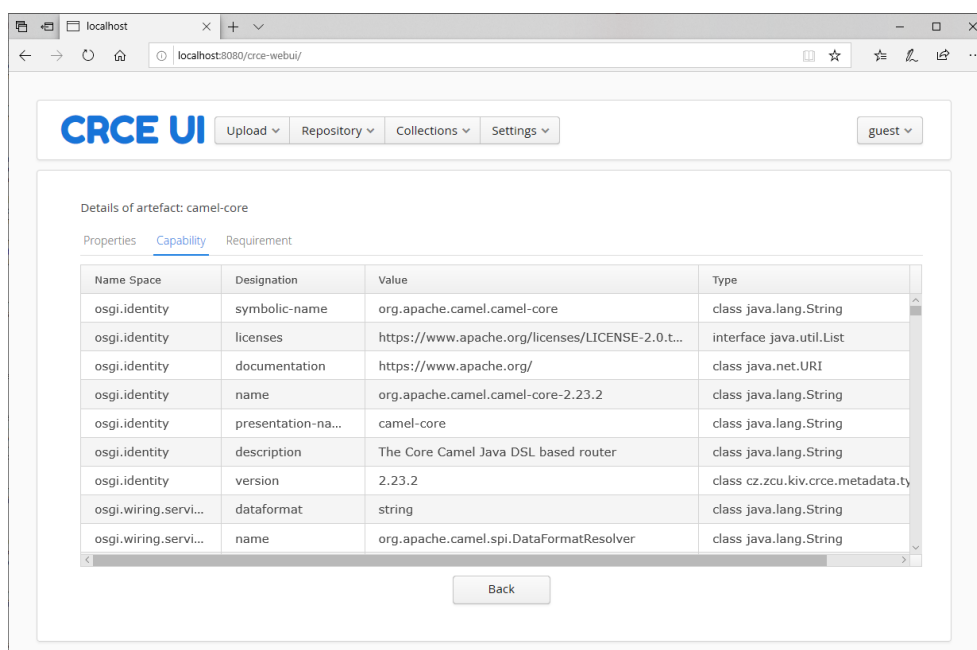 localhost
localhost:8080/crce-webui/
CRCE UI Upload Repository Collections Settings guest
Details of artefact: camel-core
Properties Capability Requirement
Name Space Designation Value Type
osgi.identity symbolic-name org.apache.camel.camel-core class java.lang.String
osgi.identity licenses https://www.apache.org/licenses/LICENSE-2.0.t... interface java.util.List
osgi.identity documentation https://www.apache.org/ class java.net.URI
osgi.identity name org.apache.camel.camel-core-2.23.2 class java.lang.String
osgi.identity presentation-na... camel-core class java.lang.String
osgi.identity description The Core Camel Java DSL based router class java.lang.String
osgi.identity version 2.23.2 class cz.zcu.kiv.crce.metadata.ty
osgi.wiring.servi... dataformat string class java.lang.String
osgi.wiring.servi... name org.apache.camel.spi.DataFormatResolver class java.lang.String
Back